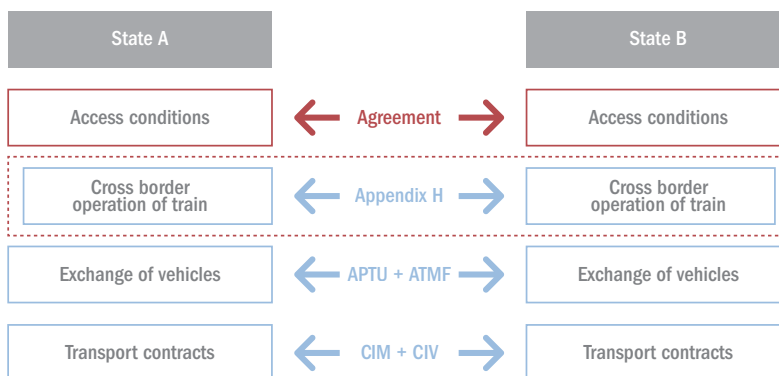 State A
State B
Access conditions
Agreement
Access conditions
Cross border
operation of train
Appendix H
Cross border
operation of train
Exchange of vehicles
APTU + ATMF
Exchange of vehicles
Transport contracts
CIM + CIV
Transport contracts